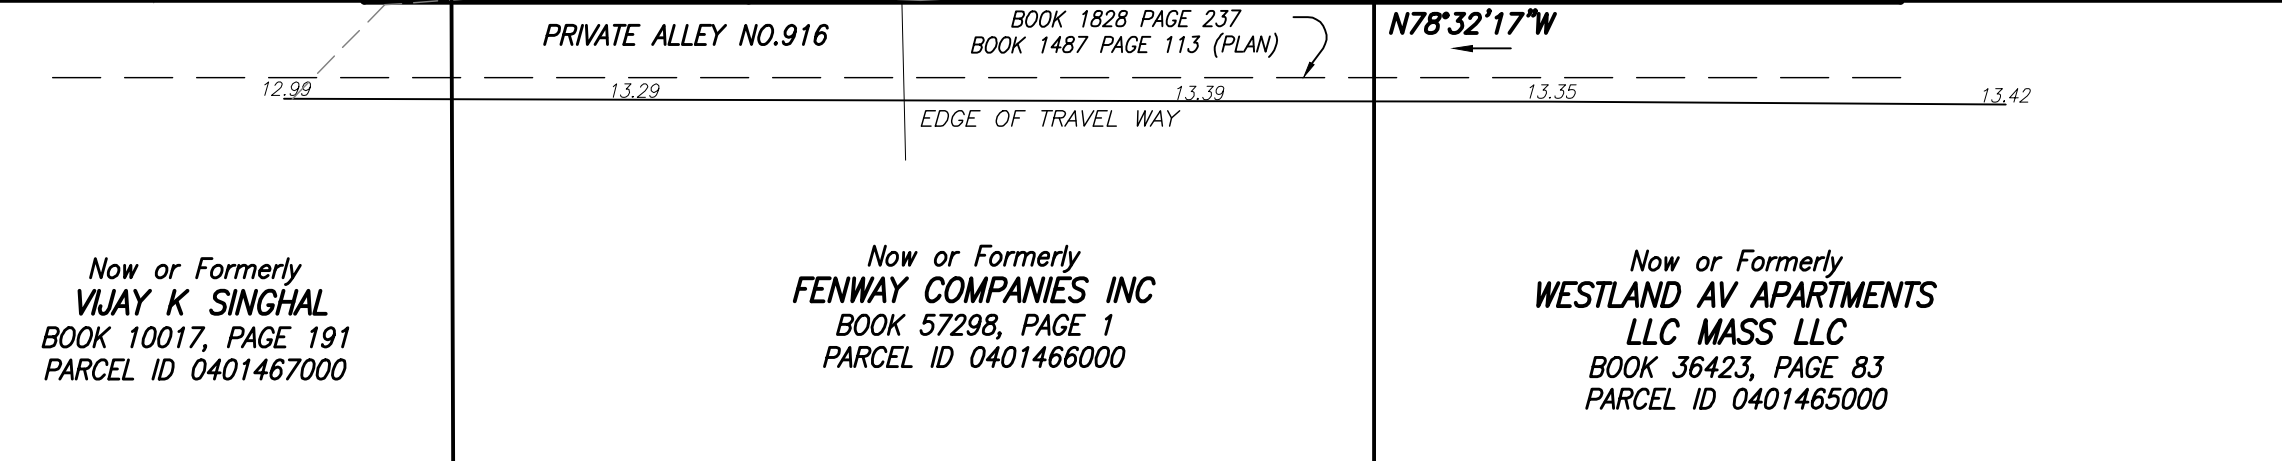 PRIVATE ALLEY NO.916
BOOK 1828 PAGE 237
BOOK 1487 PAGE 113 (PLAN)
N78°32'17"W
12.99
13.29
13.39
13.35
13.42
EDGE OF TRAVEL WAY
Now or Formerly
VIJAY K SINGHAL
BOOK 10017, PAGE 191
PARCEL ID 0401467000
Now or Formerly
FENWAY COMPANIES INC
BOOK 57298, PAGE 1
PARCEL ID 0401466000
Now or Formerly
WESTLAND AV APARTMENTS
LLC MASS LLC
BOOK 36423, PAGE 83
PARCEL ID 0401465000